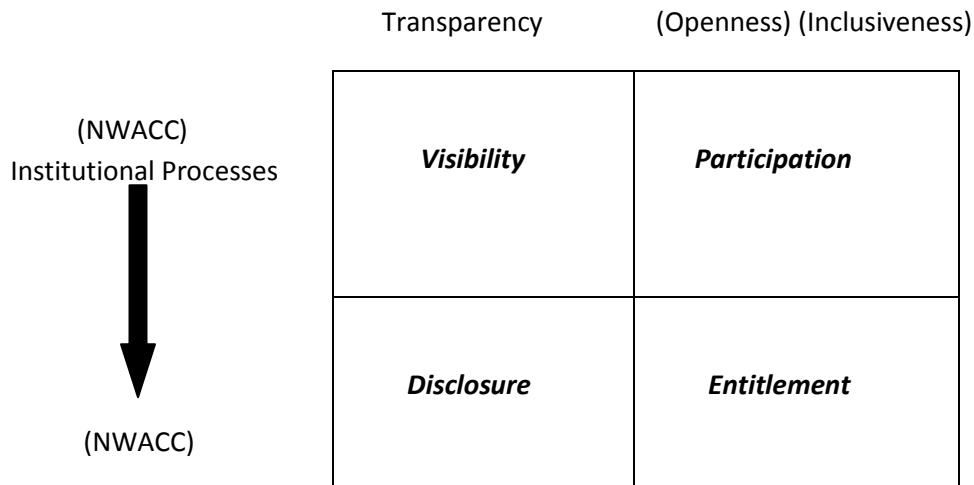 Transparency (Openness) (Inclusiveness)
(NWACC)
Institutional Processes
Visibility Participation
Disclosure Entitlement
(NWACC)